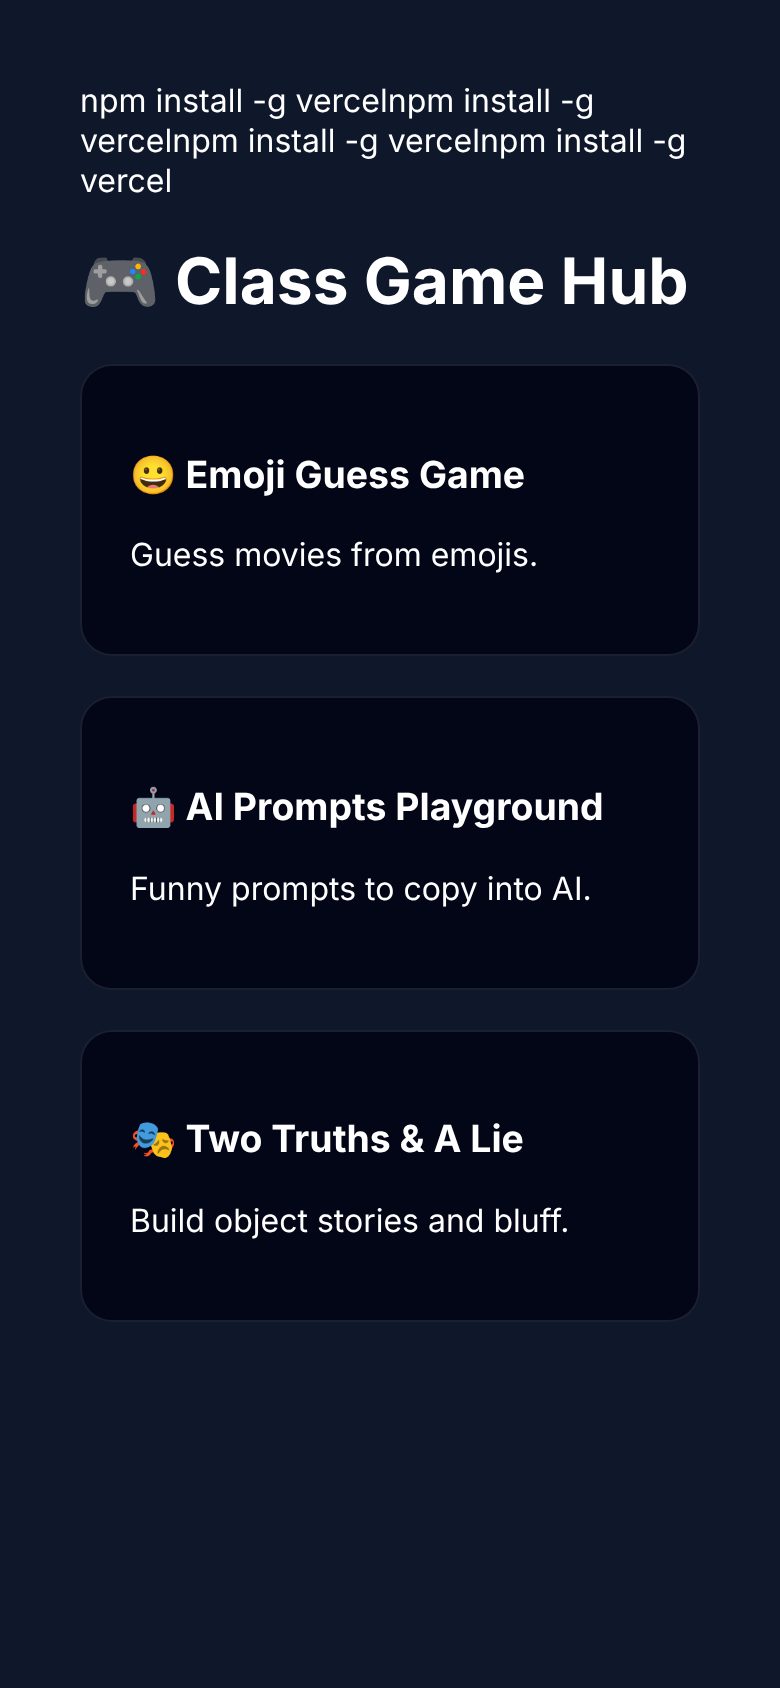 npm install -g vercelnpm install -g
vercelnpm install -g vercelnpm install -g
vercel
🎮 Class Game Hub
😀 Emoji Guess Game
Guess movies from emojis.
🤖 AI Prompts Playground
Funny prompts to copy into AI.
🎭 Two Truths & A Lie
Build object stories and bluff.